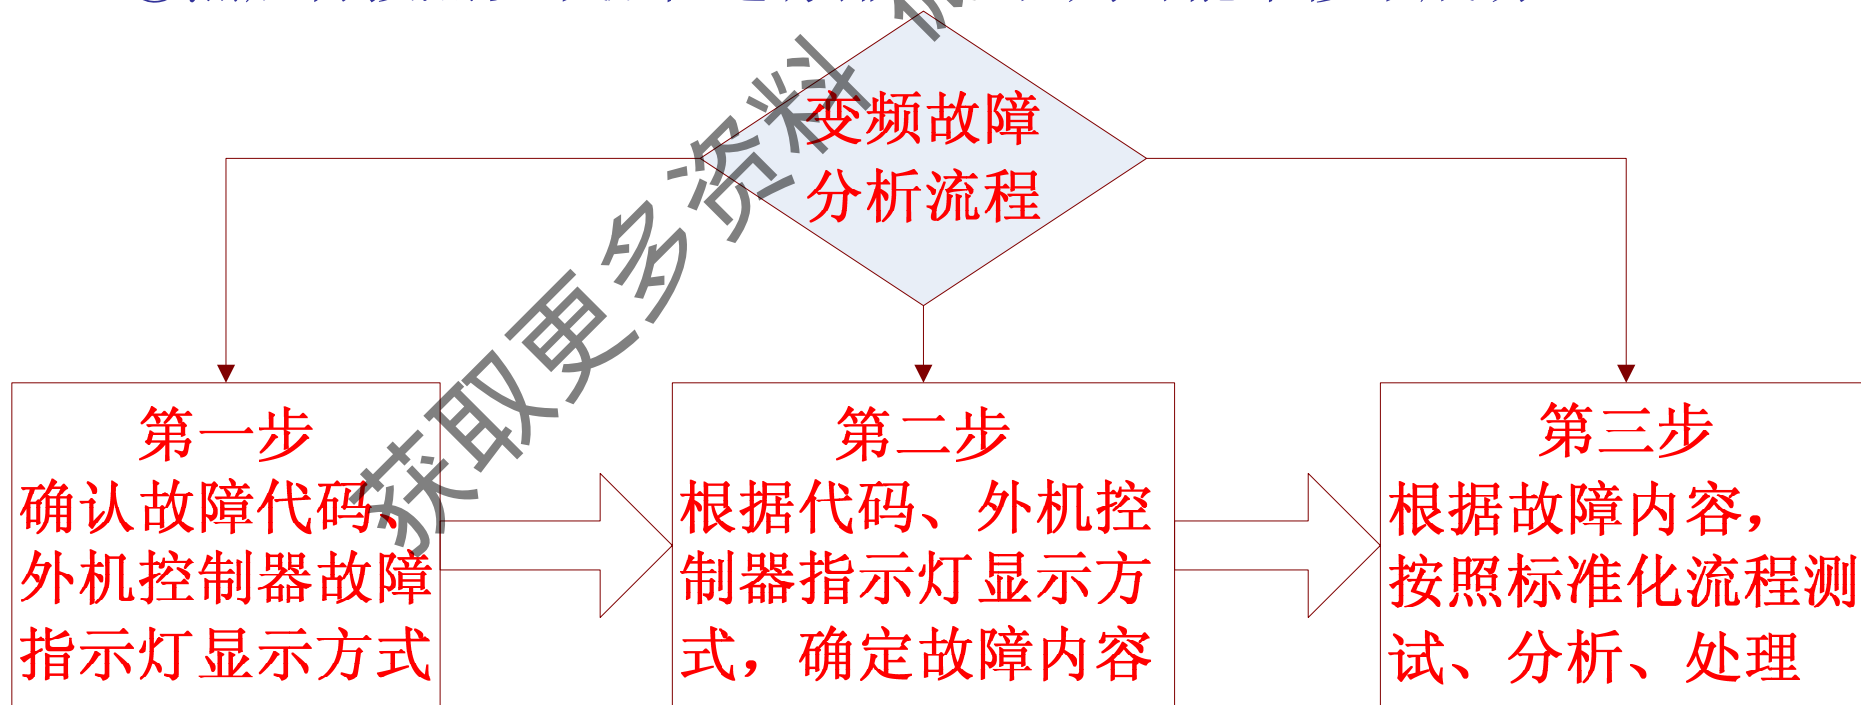 变频故障
分析流程
第一步
确认故障代码、
外机控制器故障
指示灯显示方式
第二步
根据代码、外机控
制器指示灯显示方
式，确定故障内容
第三步
根据故障内容，
按照标准化流程测
试、分析、处理
获取更多资料